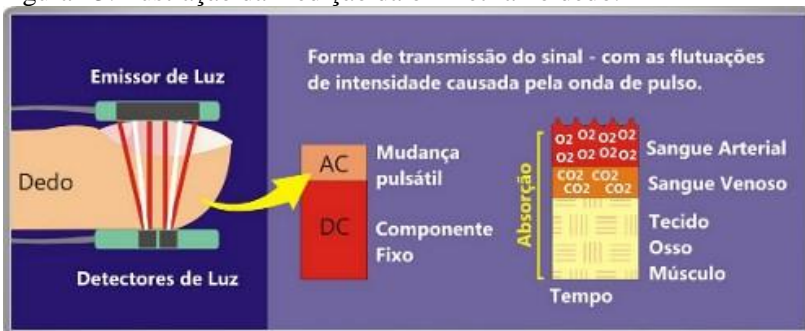 Forma de transmissão do sinal - com as flutuações
de intensidade causada pela onda de pulso.
Emissor de Luz
Dedo
Detectores de Luz
AC
DC
Mudança
pulsátil
Componente
Fixo
Absorção
O2 O2 O2 O2
O2 O2 O2 O2
CO2 CO2
CO2 CO2
Sangue Arterial
Sangue Venoso
Tecido
Osso
Músculo
Tempo